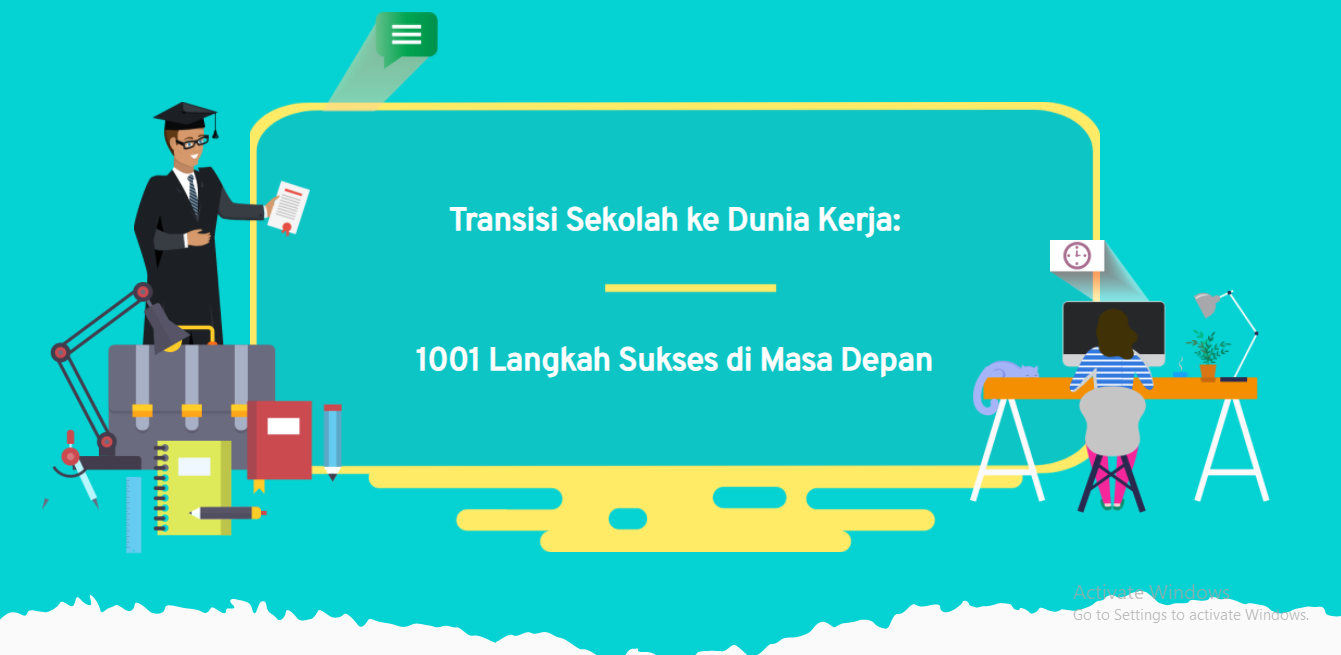 Transisi Sekolah ke Dunia Kerja:
1001 Langkah Sukses di Masa Depan
Activate Windows
Go to Settings to activate Windows.